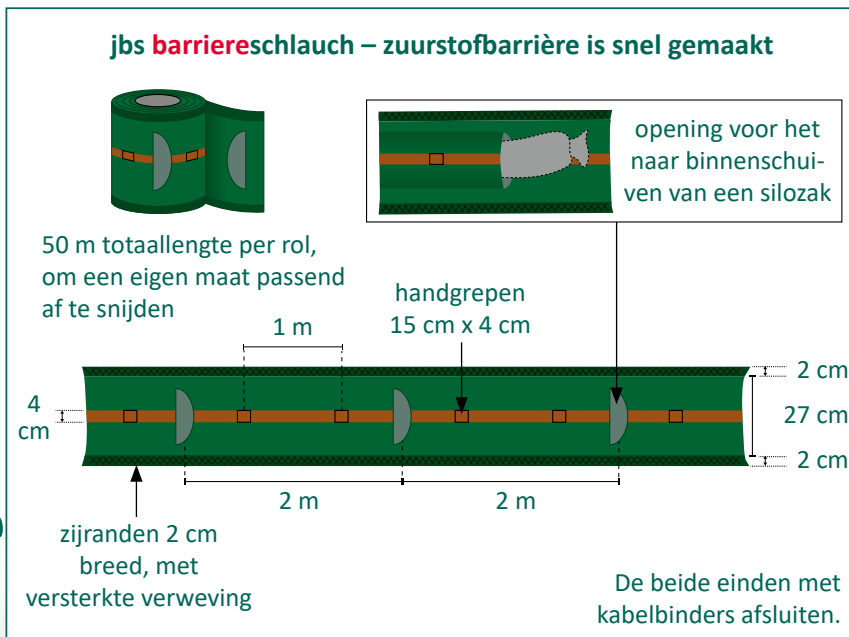 jbs barriereschlauch – zuurstofbarrière is snel gemaakt
opening voor het
naar binnenschui-
ven van een silozak
50 m totaallengte per rol,
om een eigen maat passend
af te snijden
handgrepen
15 cm x 4 cm
1 m
2 cm
4
cm
27 cm
2 cm
2 m
2 m
zijranden 2 cm
breed, met
versterkte verweving
De beide einden met
kabelbinders afsluiten.